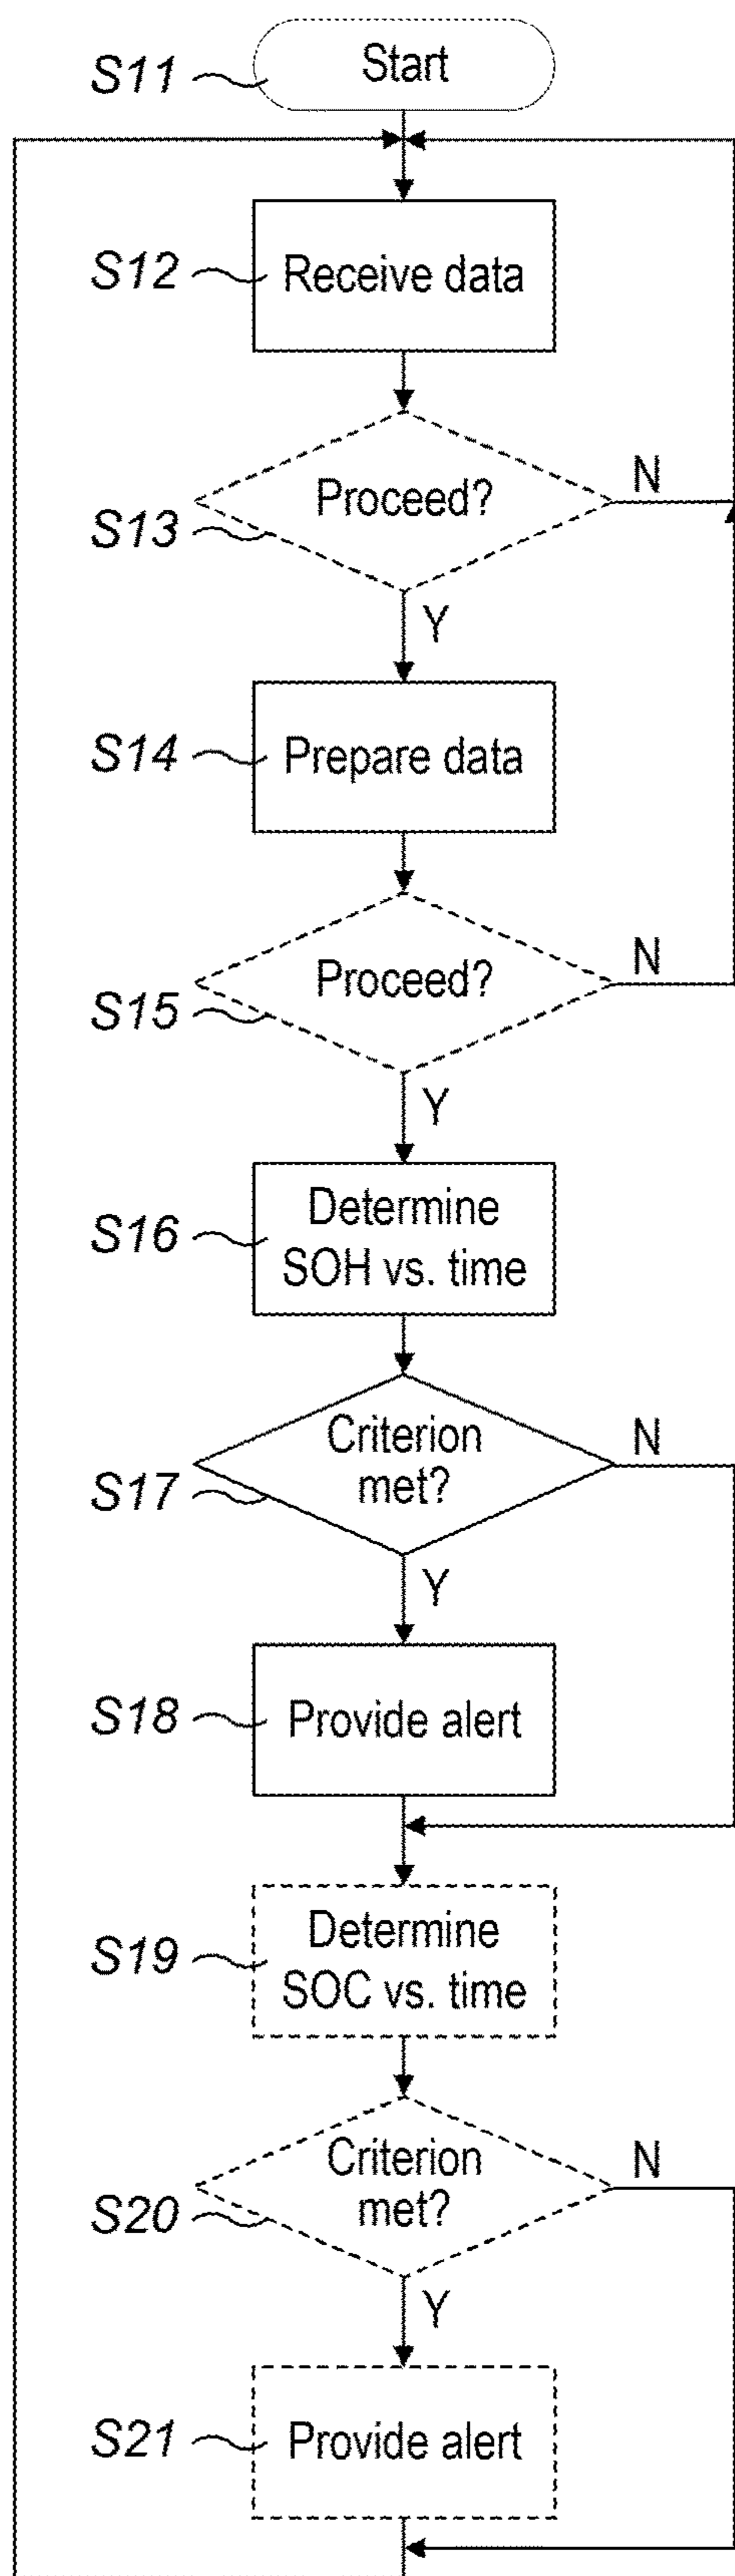 S11
Start
S12
Receive data
S13
Proceed?
N
Y
S14
Prepare data
S15
Proceed?
N
Y
S16
Determine
SOH vs. time
S17
Criterion
met?
N
Y
S18
Provide alert
S19
Determine
SOC vs. time
S20
Criterion
met?
N
Y
S21
Provide alert